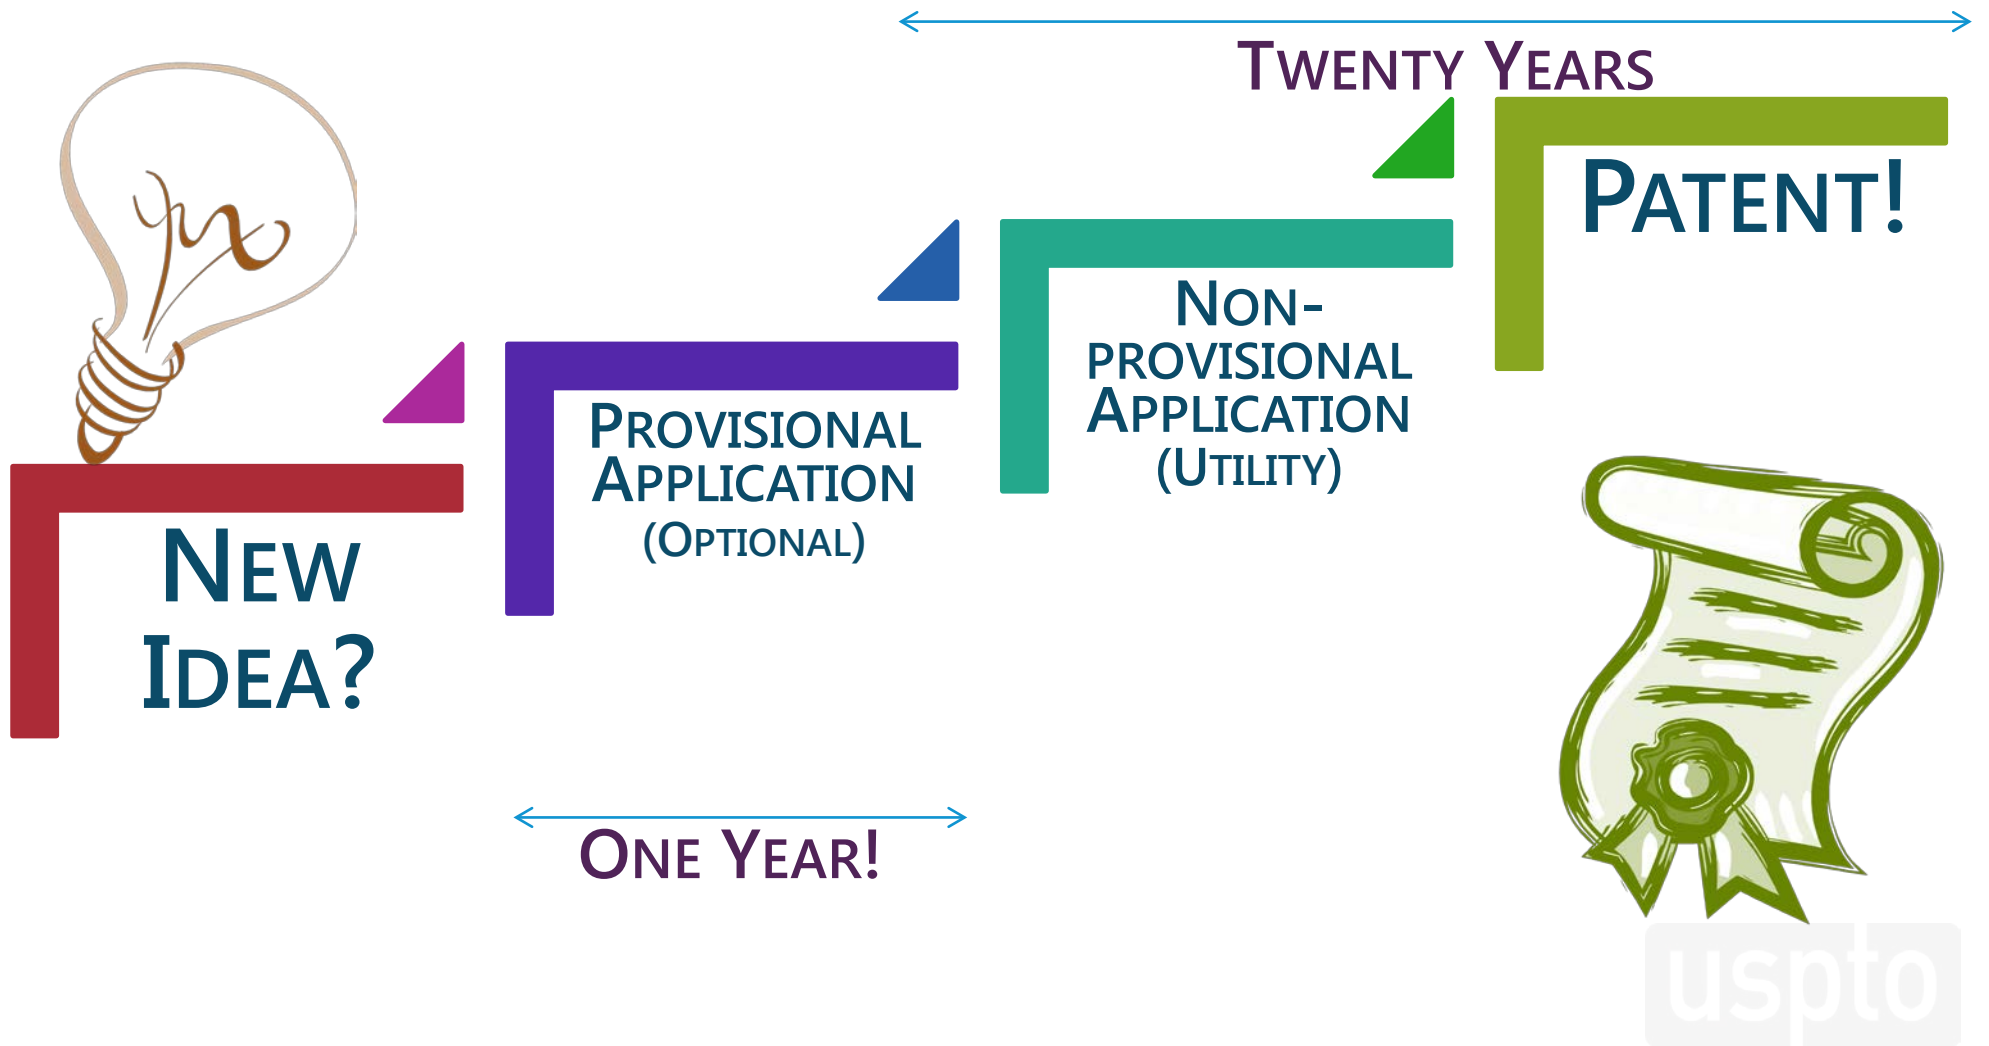 Twenty Years
Patent!
Non-
provisional
Application
(Utility)
Provisional
Application
(Optional)
New
Idea?
One Year!
uspto